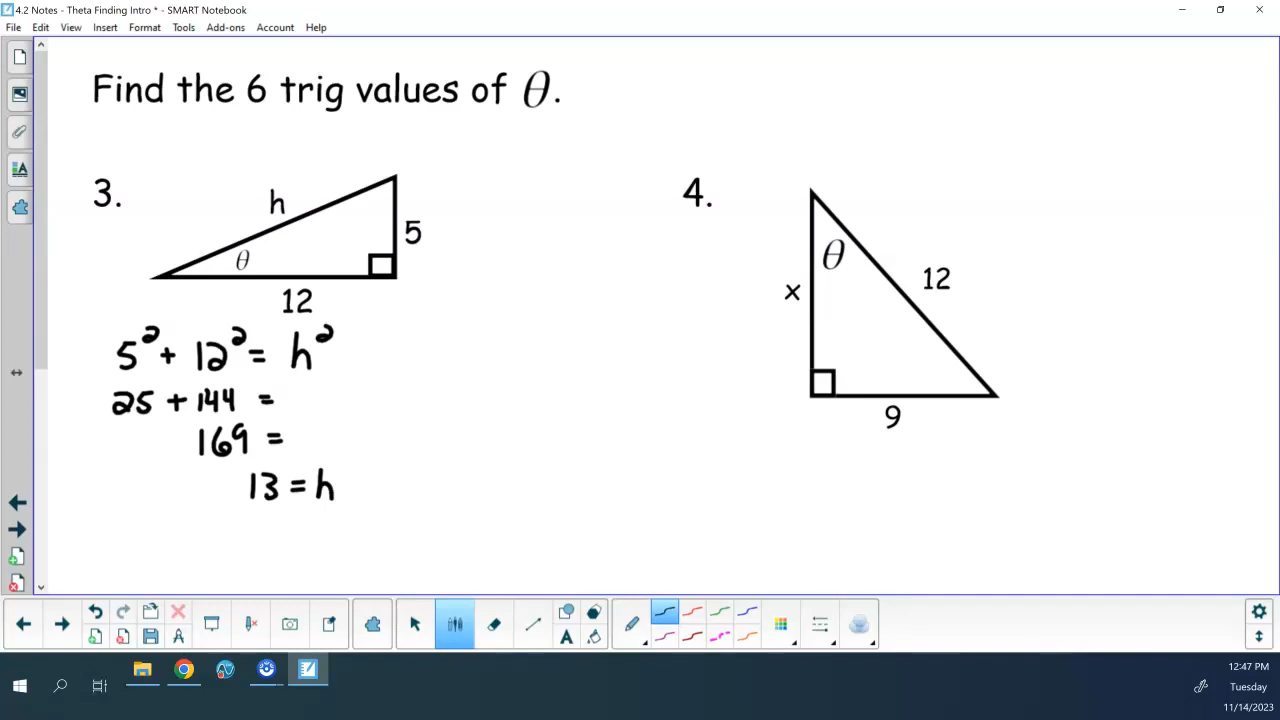 4.2 Notes - Theta Finding Intro * - SMART Notebook
File Edit View Insert Format Tools Add-ons Account Help
Find the 6 trig values of θ.
3.
h
5
θ
12
5² + 12² = h²
25 + 144 =
169 =
13 = h
4.
θ
12
x
9
12:47 PM
Tuesday
11/14/2023